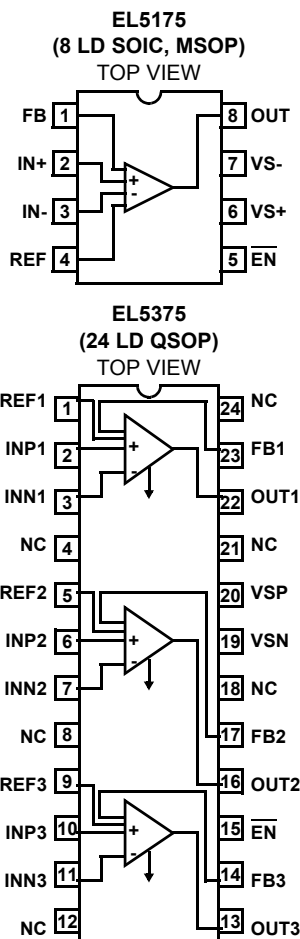 EL5175
(8 LD SOIC, MSOP)
TOP VIEW
FB 1 8 OUT
IN+ 2 + 7 VS-
IN- 3 - 6 VS+
REF 4 5 EN
EL5375
(24 LD QSOP)
TOP VIEW
REF1 1 24 NC
INP1 2 + 23 FB1
INN1 3 - 22 OUT1
NC 4 21 NC
REF2 5 20 VSP
INP2 6 + 19 VSN
INN2 7 - 18 NC
NC 8 17 FB2
REF3 9 16 OUT2
INP3 10 + 15 EN
INN3 11 - 14 FB3
NC 12 13 OUT3